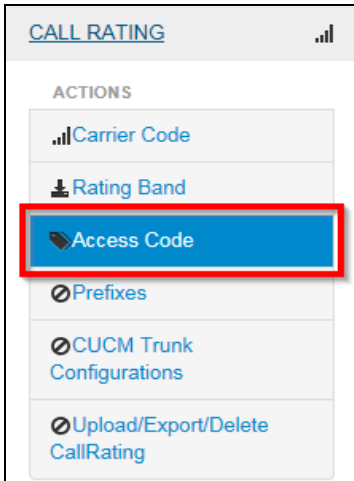 CALL RATING
ACTIONS
Carrier Code
Rating Band
Access Code
Prefixes
CUCM Trunk
Configurations
Upload/Export/Delete
CallRating